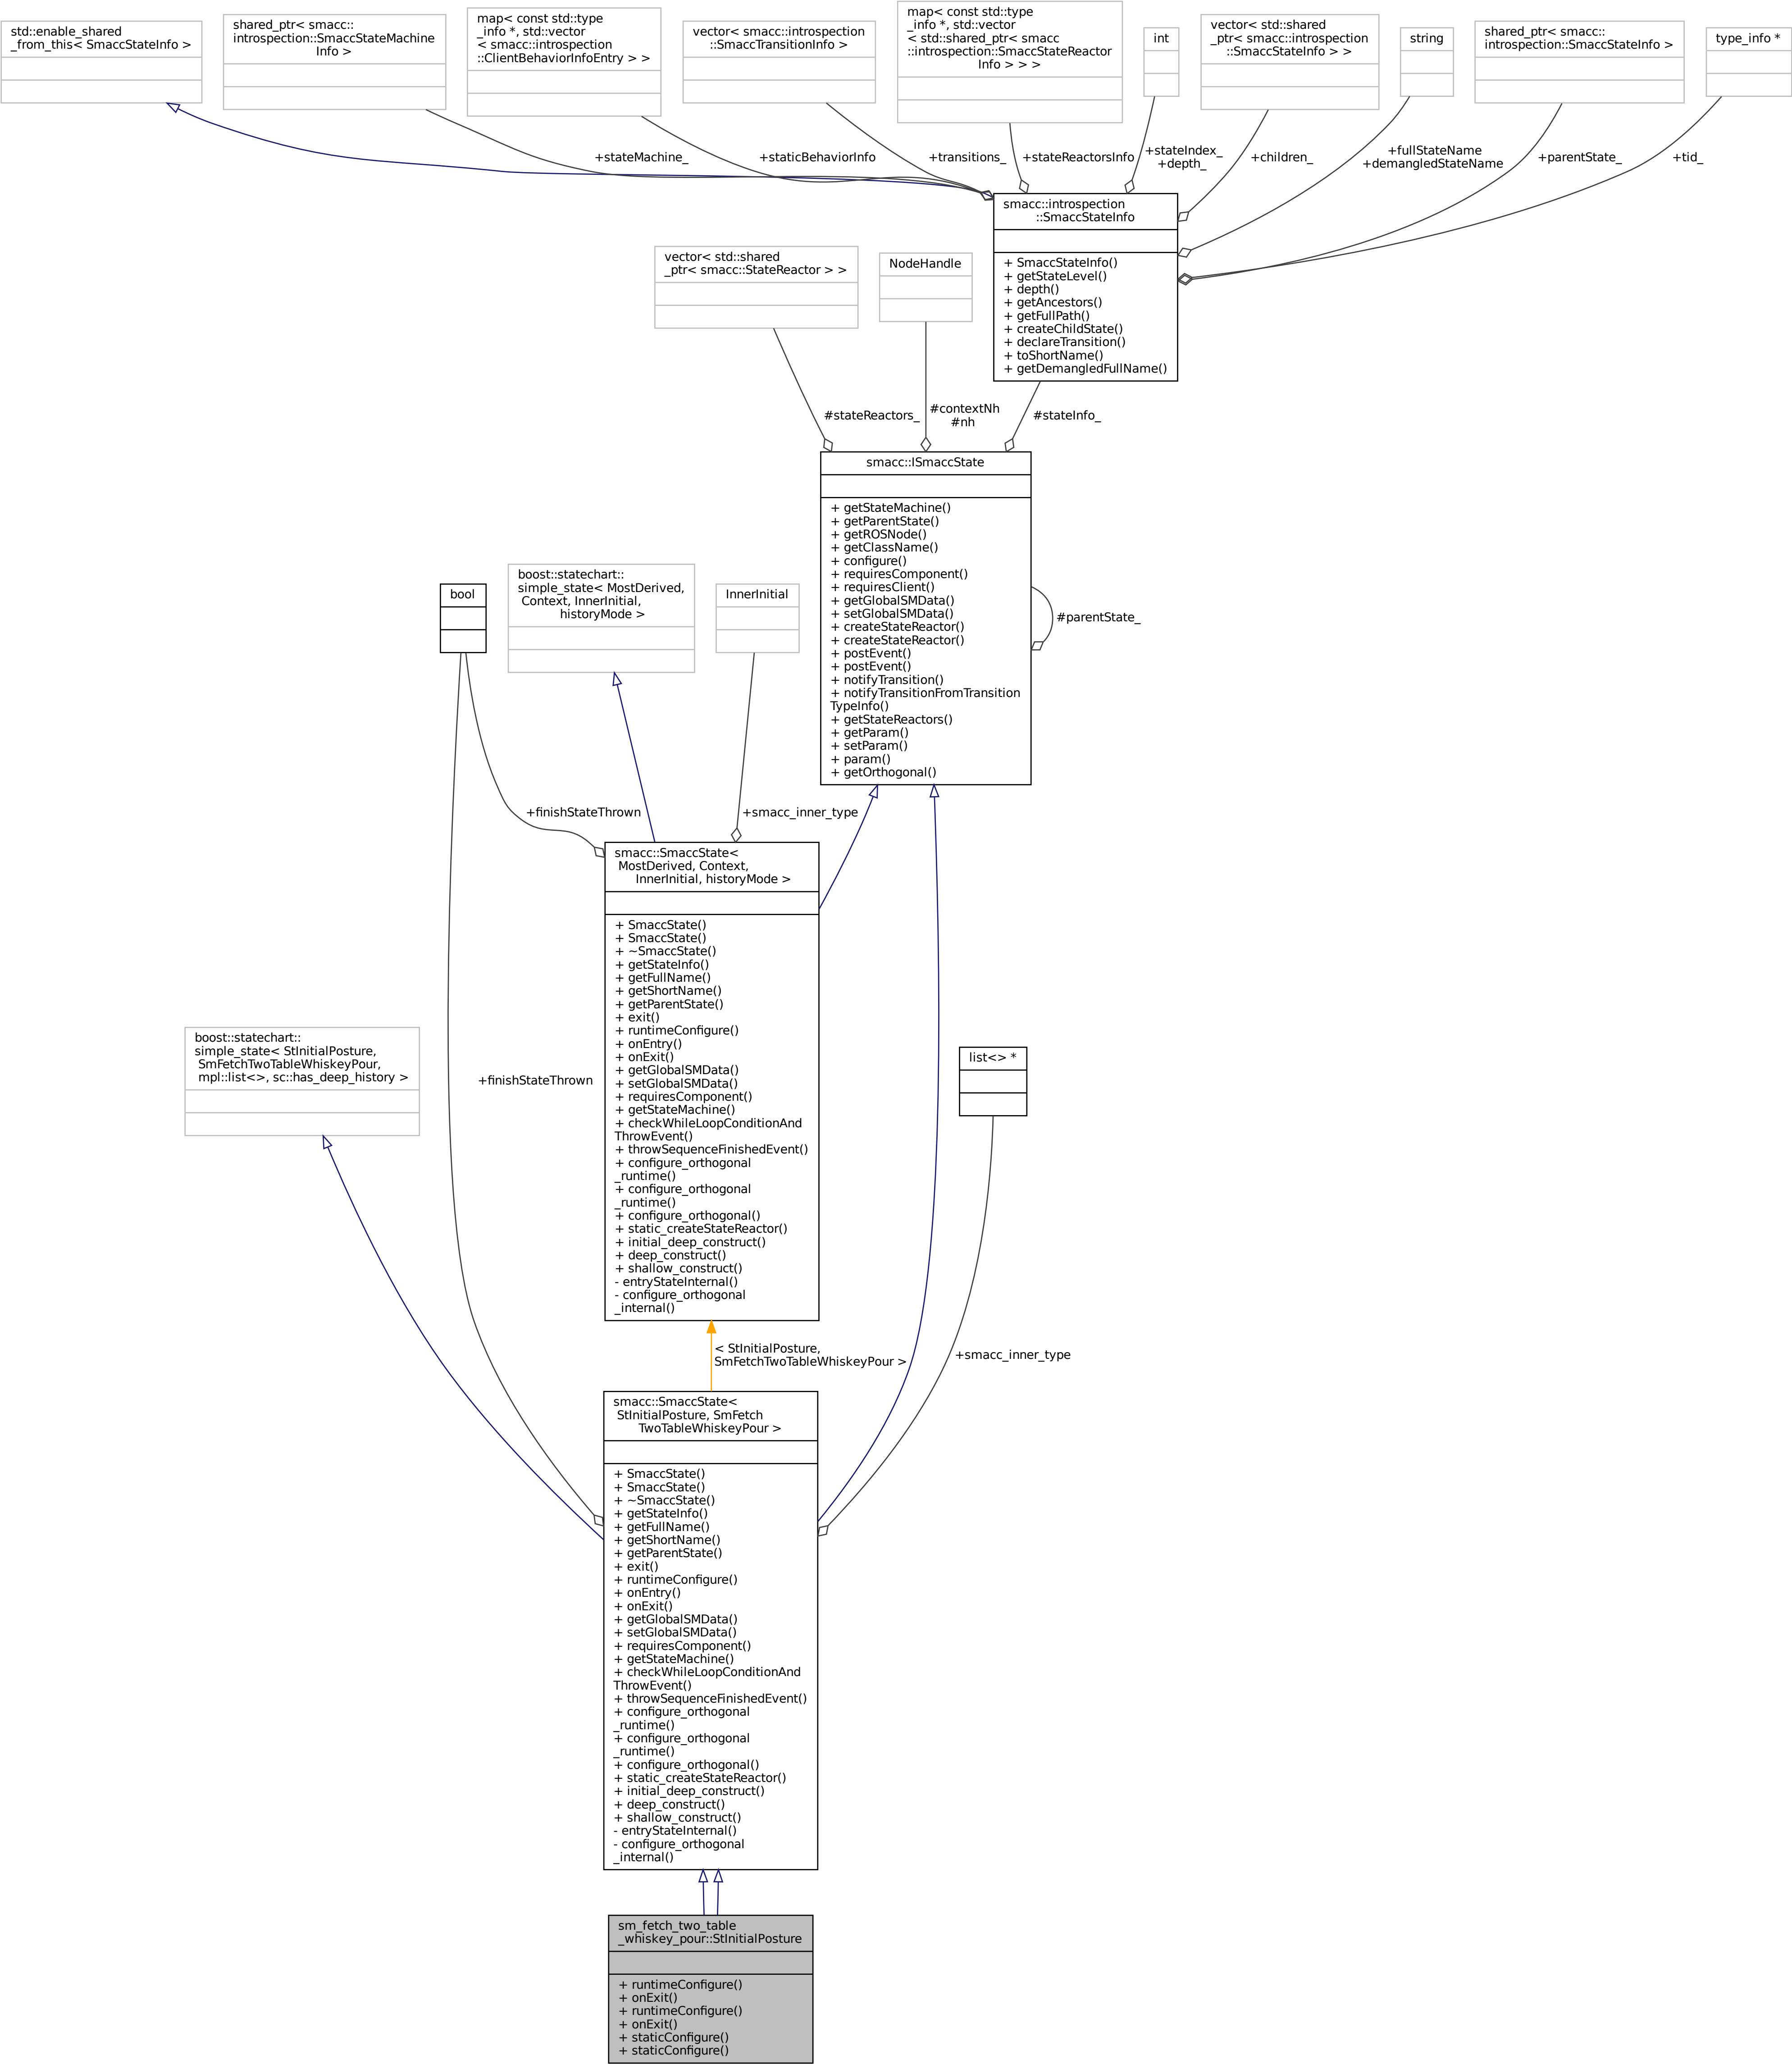 std::enable_shared
_from_this< SmaccStateInfo >
shared_ptr< smacc::
introspection::SmaccStateMachine
Info >
map< const std::type
_info *, std::vector
< smacc::introspection
::ClientBehaviorInfoEntry > >
vector< smacc::introspection
::SmaccTransitionInfo >
map< const std::type
_info *, std::vector
< std::shared_ptr< smacc
::introspection::SmaccStateReactor
Info > > >
int
vector< std::shared
_ptr< smacc::introspection
::SmaccStateInfo > >
string
shared_ptr< smacc::
introspection::SmaccStateInfo >
type_info *
+stateMachine_
+staticBehaviorInfo
+transitions_
+stateReactorsInfo
+stateIndex_
+depth_
+children_
+fullStateName
+demangledStateName
+parentState_
+tid_
smacc::introspection
::SmaccStateInfo
+ SmaccStateInfo()
+ getStateLevel()
+ depth()
+ getAncestors()
+ getFullPath()
+ createChildState()
+ declareTransition()
+ toShortName()
+ getDemangledFullName()
vector< std::shared
_ptr< smacc::StateReactor > >
NodeHandle
#stateReactors_
#contextNh
#nh
#stateInfo_
smacc::ISmaccState
+ getStateMachine()
+ getParentState()
+ getROSNode()
+ getClassName()
+ configure()
+ requiresComponent()
+ requiresClient()
+ getGlobalSMData()
+ setGlobalSMData()
+ createStateReactor()
+ createStateReactor()
+ postEvent()
+ postEvent()
+ notifyTransition()
+ notifyTransitionFromTransition
TypeInfo()
+ getStateReactors()
+ getParam()
+ setParam()
+ param()
+ getOrthogonal()
#parentState_
bool
boost::statechart::
simple_state< MostDerived,
Context, InnerInitial,
historyMode >
InnerInitial
+finishStateThrown
+smacc_inner_type
smacc::SmaccState<
MostDerived, Context,
InnerInitial, historyMode >
+ SmaccState()
+ SmaccState()
+ ~SmaccState()
+ getStateInfo()
+ getFullName()
+ getShortName()
+ getParentState()
+ exit()
+ runtimeConfigure()
+ onEntry()
+ onExit()
+ getGlobalSMData()
+ setGlobalSMData()
+ requiresComponent()
+ getStateMachine()
+ checkWhileLoopConditionAnd
ThrowEvent()
+ throwSequenceFinishedEvent()
+ configure_orthogonal
_runtime()
+ configure_orthogonal
_runtime()
+ configure_orthogonal()
+ static_createStateReactor()
+ initial_deep_construct()
+ deep_construct()
+ shallow_construct()
- entryStateInternal()
- configure_orthogonal
_internal()
boost::statechart::
simple_state< StInitialPosture,
SmFetchTwoTableWhiskeyPour,
mpl::list<>, sc::has_deep_history >
+finishStateThrown
list<> *
< StInitialPosture,
SmFetchTwoTableWhiskeyPour >
+smacc_inner_type
smacc::SmaccState<
StInitialPosture, SmFetch
TwoTableWhiskeyPour >
+ SmaccState()
+ SmaccState()
+ ~SmaccState()
+ getStateInfo()
+ getFullName()
+ getShortName()
+ getParentState()
+ exit()
+ runtimeConfigure()
+ onEntry()
+ onExit()
+ getGlobalSMData()
+ setGlobalSMData()
+ requiresComponent()
+ getStateMachine()
+ checkWhileLoopConditionAnd
ThrowEvent()
+ throwSequenceFinishedEvent()
+ configure_orthogonal
_runtime()
+ configure_orthogonal
_runtime()
+ configure_orthogonal()
+ static_createStateReactor()
+ initial_deep_construct()
+ deep_construct()
+ shallow_construct()
- entryStateInternal()
- configure_orthogonal
_internal()
sm_fetch_two_table
_whiskey_pour::StInitialPosture
+ runtimeConfigure()
+ onExit()
+ runtimeConfigure()
+ onExit()
+ staticConfigure()
+ staticConfigure()